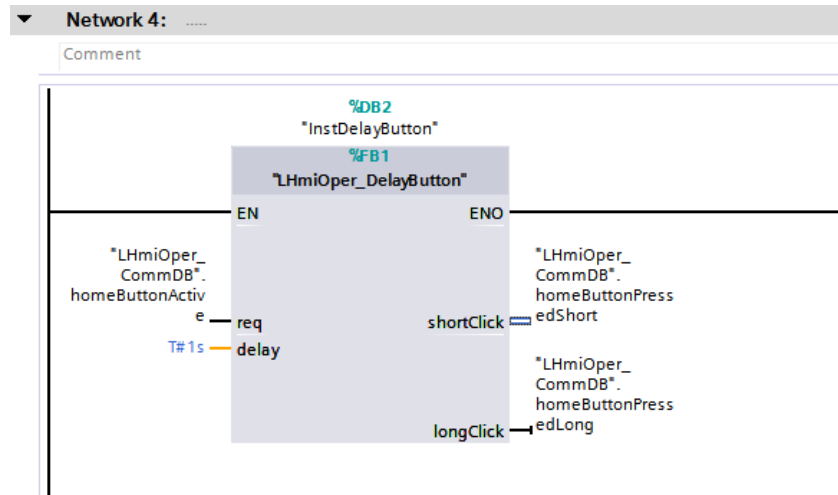 Network 4: .....
Comment
%DB2
"InstDelayButton"
%FB1
"LHmiOper_DelayButton"
EN ENO
"LHmiOper_
CommDB".
homeButtonActiv
e
req
T#1s
delay
shortClick
"LHmiOper_
CommDB".
homeButtonPress
edShort
longClick
"LHmiOper_
CommDB".
homeButtonPress
edLong